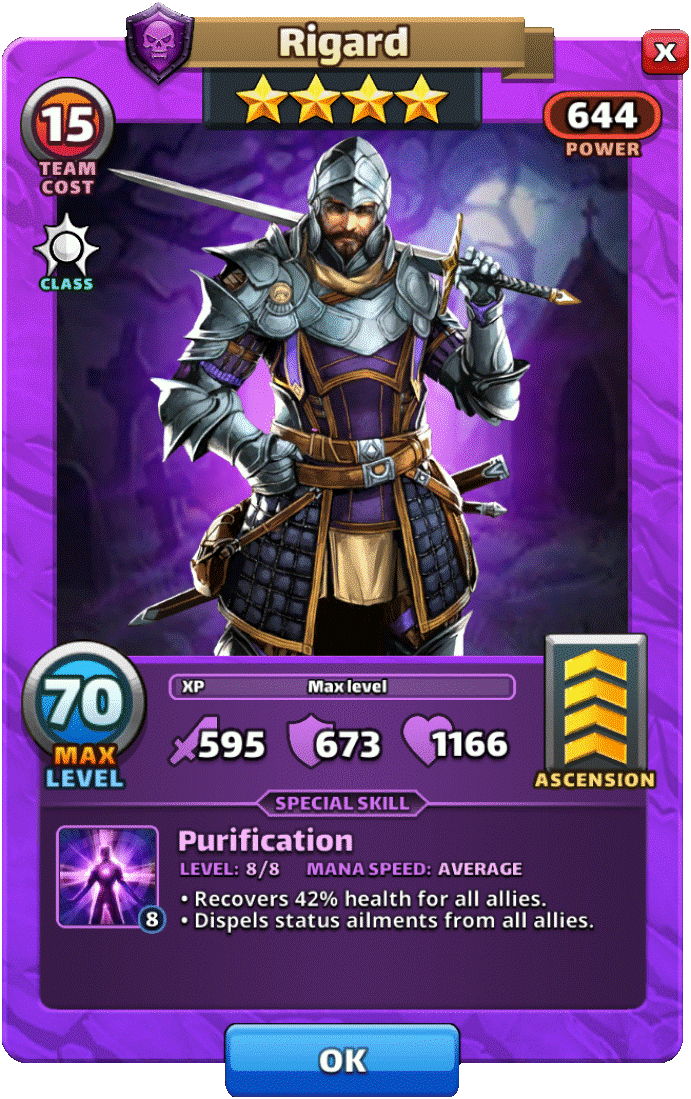 Rigard
X
15
TEAM
COST
644
POWER
CLASS
70
MAX
LEVEL
XP Max level
595 673 1166
ASCENSION
SPECIAL SKILL
Purification
LEVEL: 8/8 MANA SPEED: AVERAGE
8
• Recovers 42% health for all allies.
• Dispels status ailments from all allies.
OK